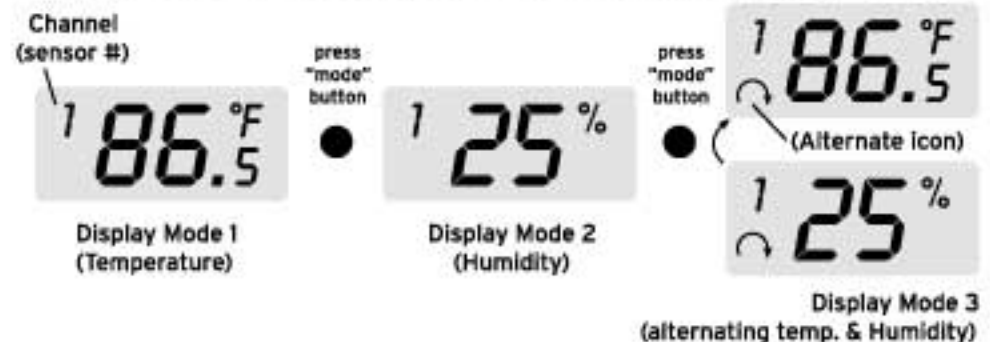 Channel
(sensor #)
1 86.5 °F
Display Mode 1
(Temperature)
press
"mode"
button
1 25 %
Display Mode 2
(Humidity)
press
"mode"
button
1 86.5 °F
(Alternate icon)
1 25 %
Display Mode 3
(alternating temp. & Humidity)